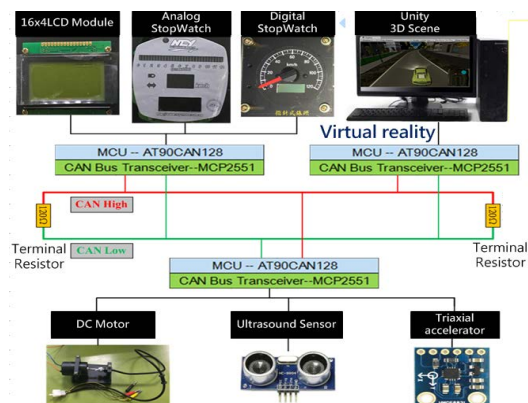 16x4LCD Module
Analog
StopWatch
Digital
StopWatch
Unity
3D Scene
Virtual reality
MCU -- AT90CAN128
CAN Bus Transceiver--MCP2551
MCU -- AT90CAN128
CAN Bus Transceiver--MCP2551
CAN High
120Ω
120Ω
Terminal
Resistor
CAN Low
Terminal
Resistor
MCU -- AT90CAN128
CAN Bus Transceiver--MCP2551
DC Motor
Ultrasound Sensor
Triaxial
accelerator